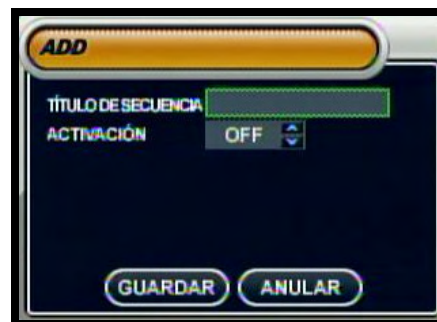 ADD
TÍTULO DE SECUENCIA
ACTIVACIÓN OFF
GUARDAR ANULAR